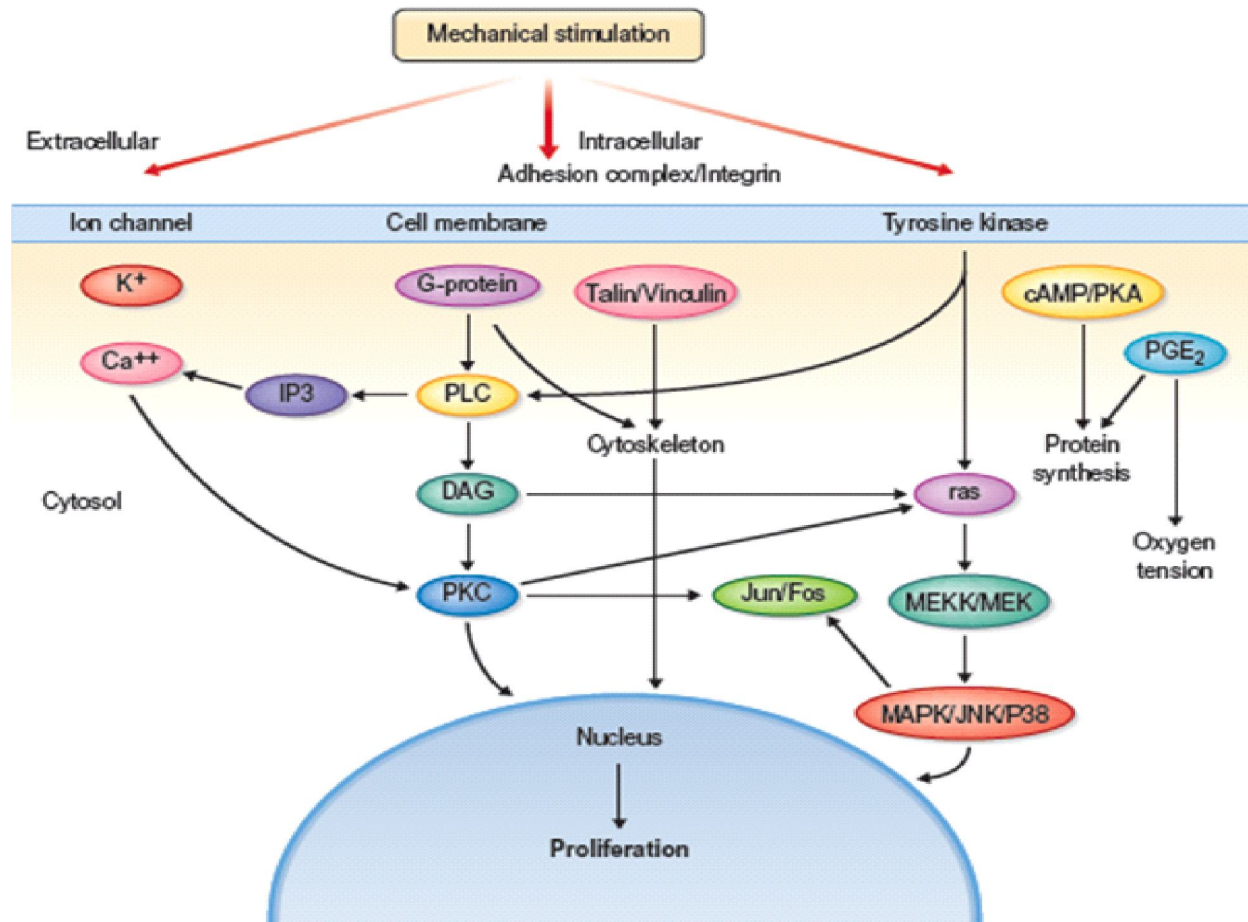 Mechanical stimulation
Extracellular
Intracellular
Adhesion complex/Integrin
Ion channel
Cell membrane
Tyrosine kinase
K+
G-protein
Talin/Vinculin
cAMP/PKA
PGE2
Ca++
IP3
PLC
Cytoskeleton
Protein
synthesis
Cytosol
DAG
ras
Oxygen
tension
PKC
Jun/Fos
MEKK/MEK
MAPK/JNK/P38
Nucleus
Proliferation